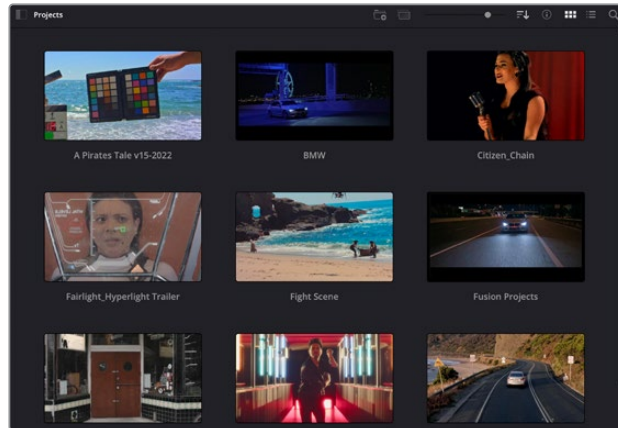 Projects
A Pirates Tale v15-2022
BMW
Citizen_Chain
Fairlight_Hyperlight Trailer
Fight Scene
Fusion Projects